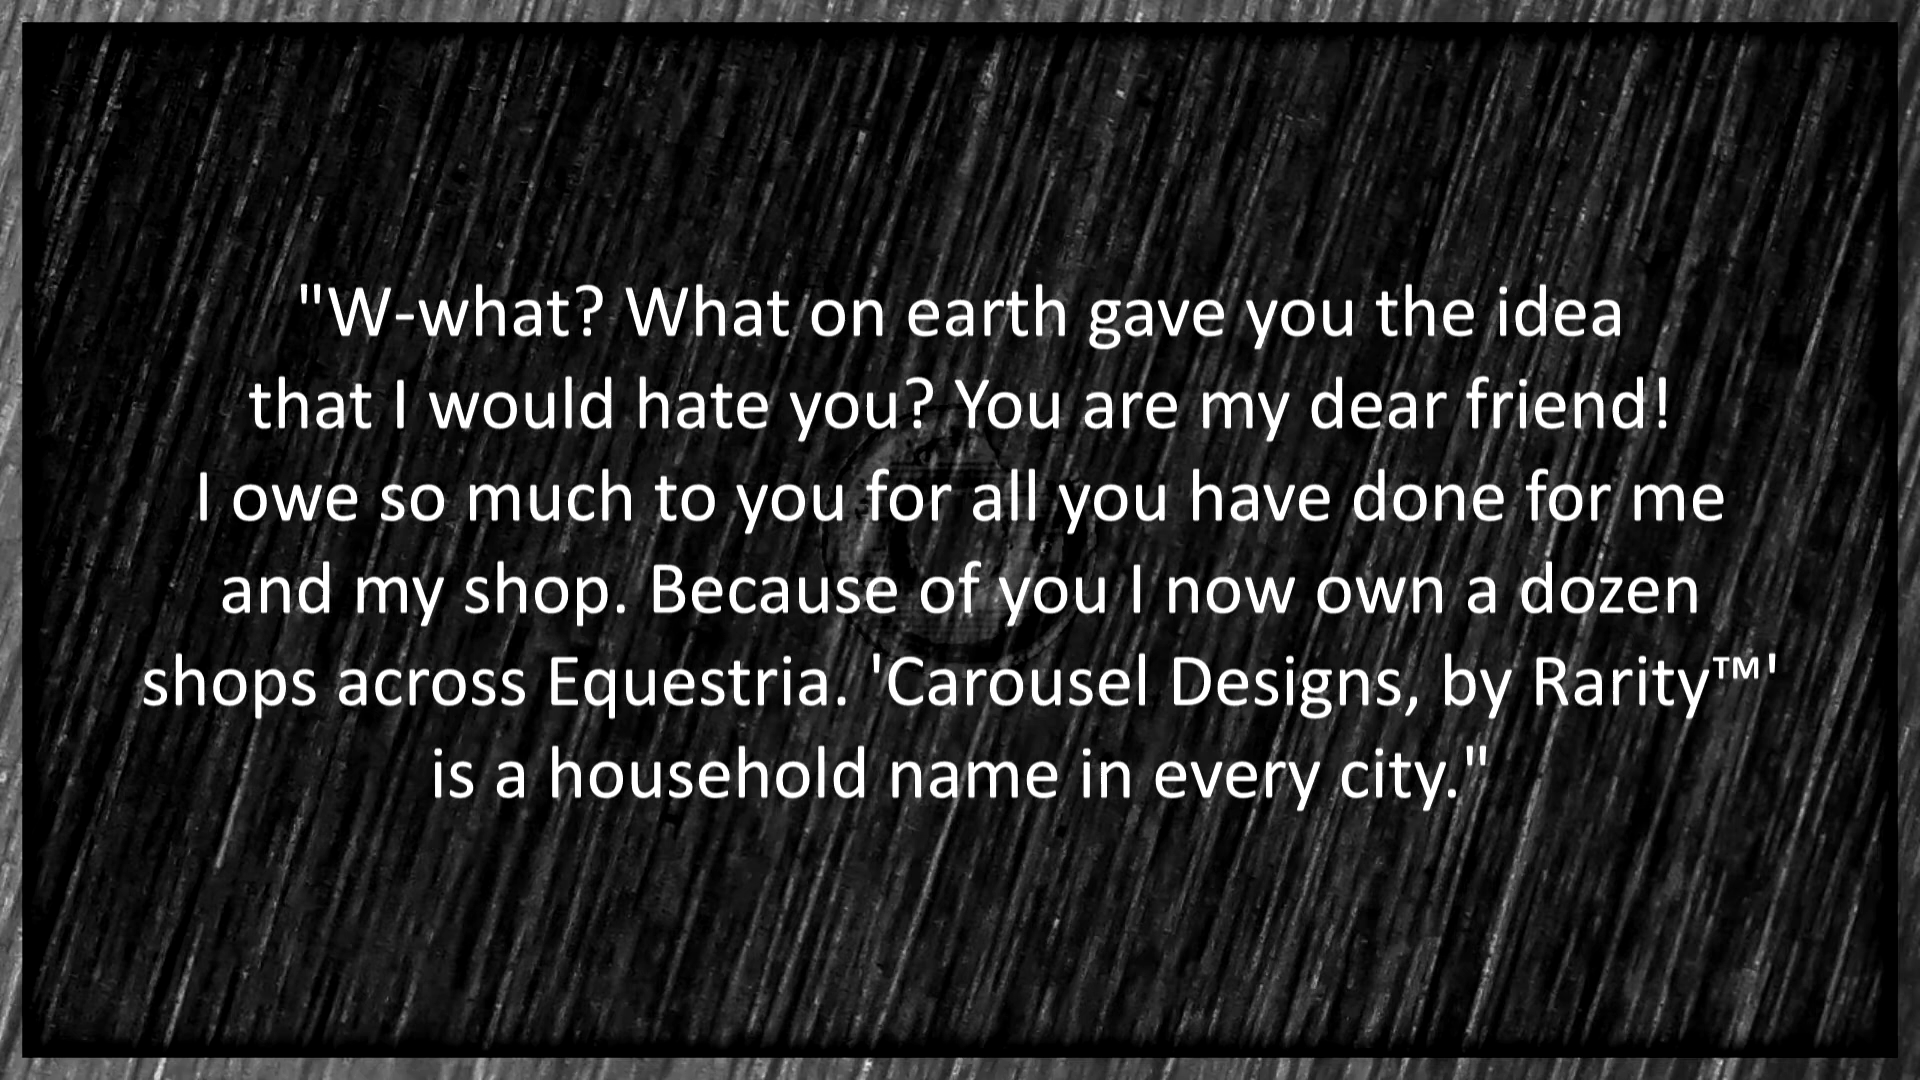 "W-what? What on earth gave you the idea
that I would hate you? You are my dear friend!
I owe so much to you for all you have done for me
and my shop. Because of you I now own a dozen
shops across Equestria. 'Carousel Designs, by Rarity™'
is a household name in every city."